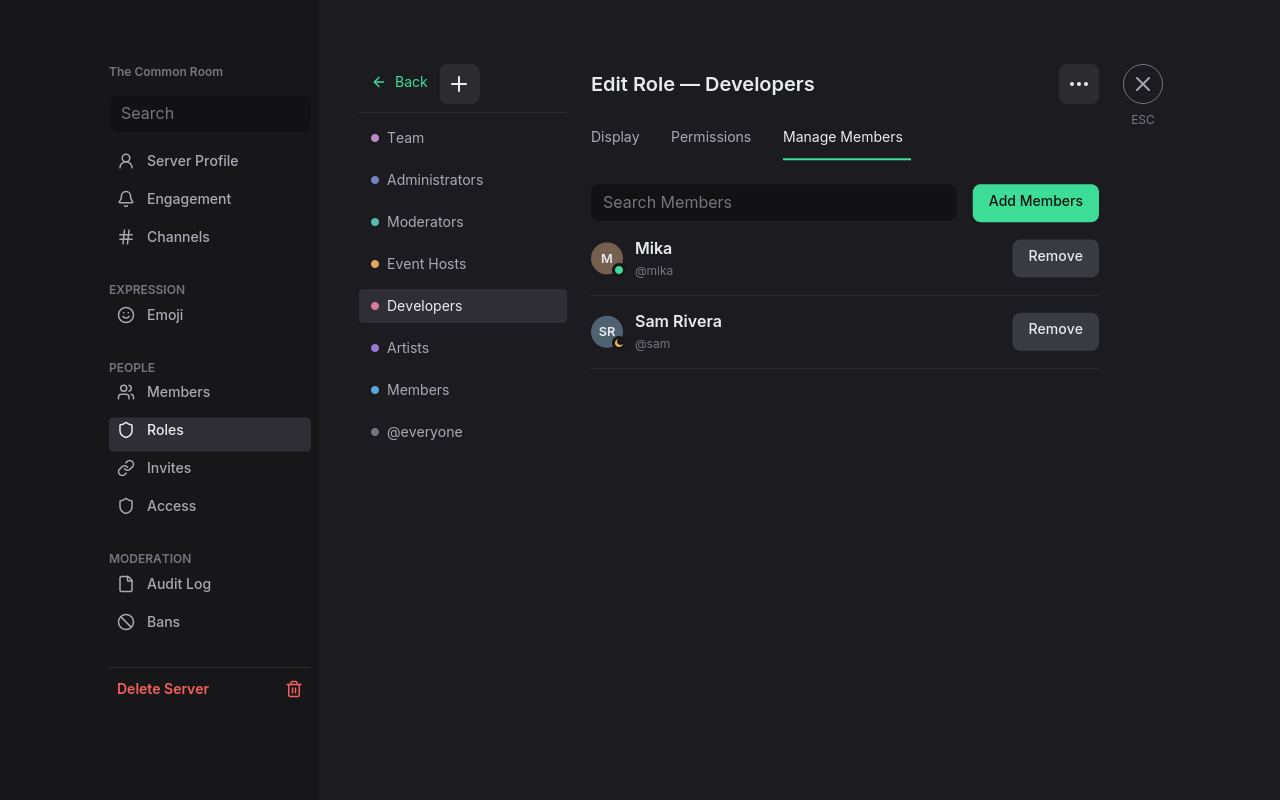 The Common Room
Search
Server Profile
Engagement
Channels
EXPRESSION
Emoji
PEOPLE
Members
Roles
Invites
Access
MODERATION
Audit Log
Bans
Delete Server
Back
Team
Administrators
Moderators
Event Hosts
Developers
Artists
Members
@everyone
Edit Role — Developers
ESC
Display Permissions Manage Members
Search Members Add Members
M Mika Remove
@mika
SR Sam Rivera Remove
@sam